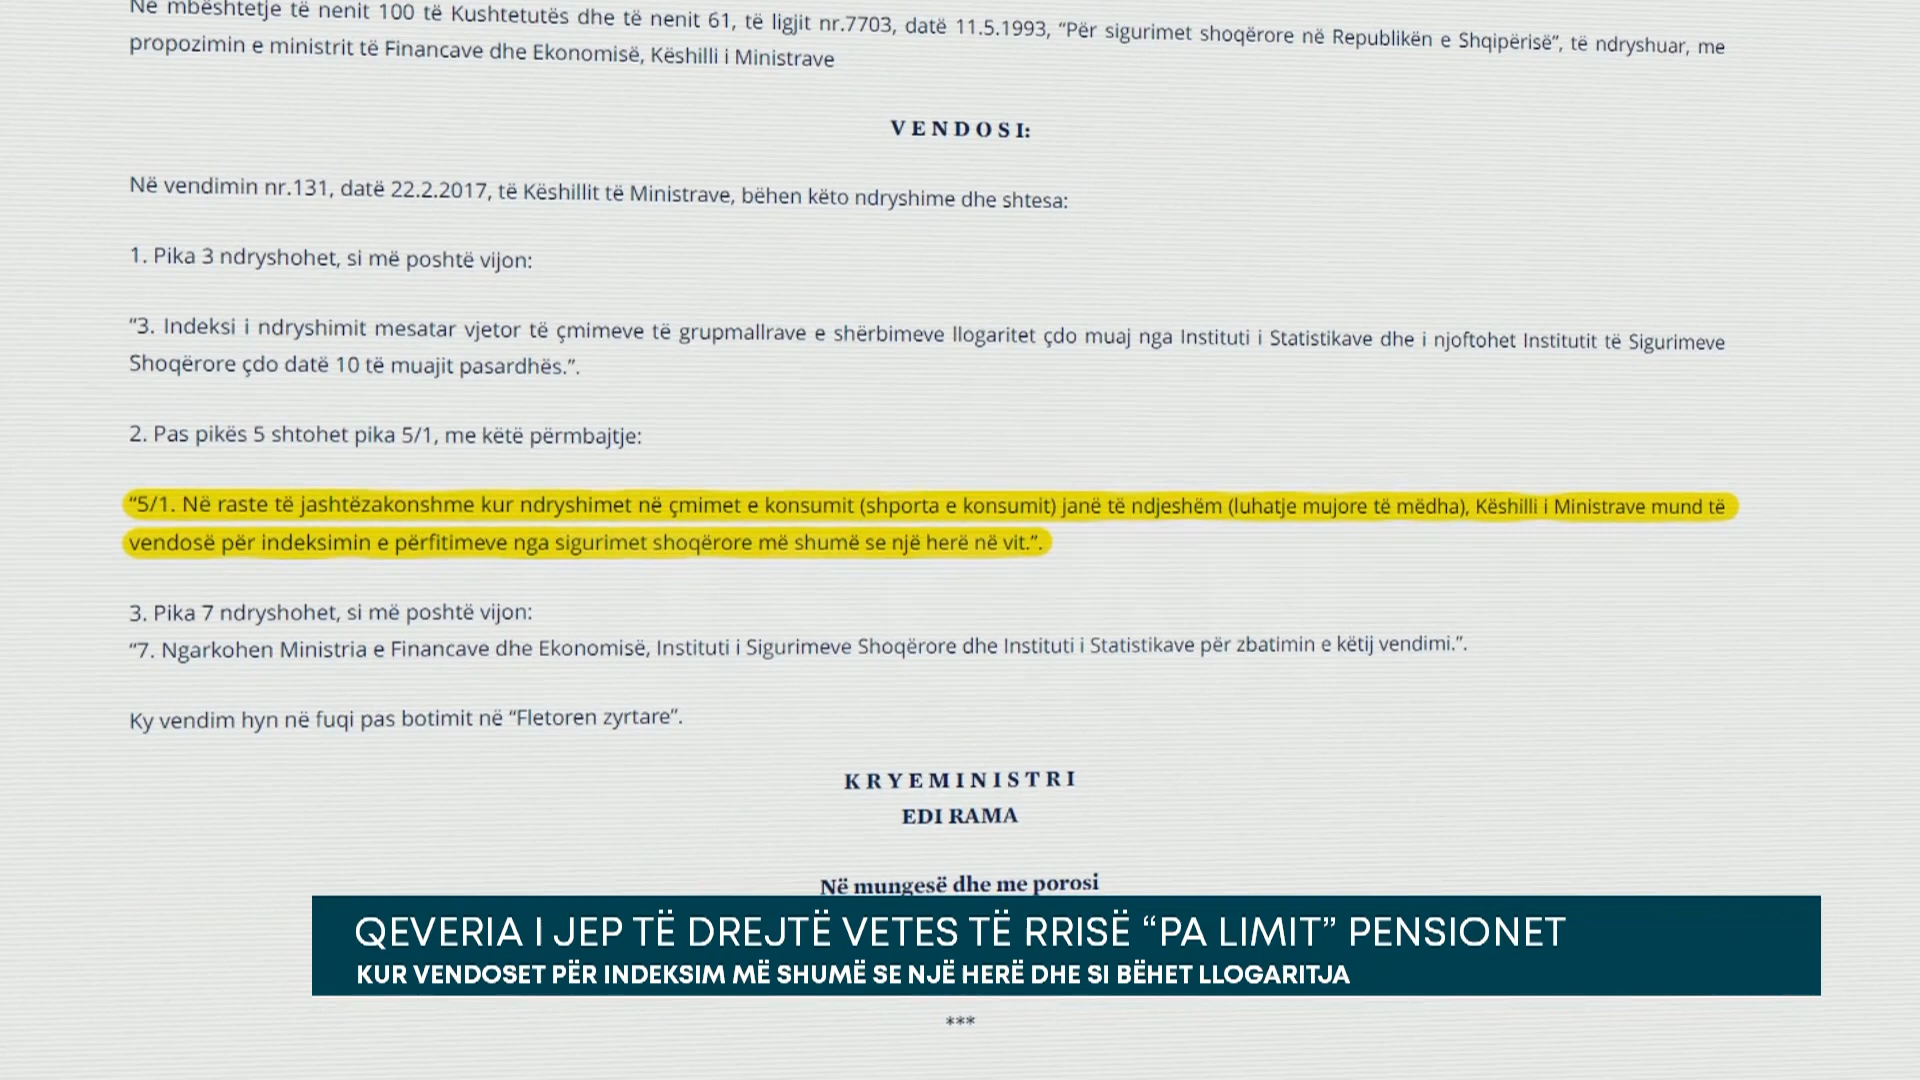 Në mbështetje të nenit 100 të Kushtetutës dhe të nenit 61, të ligjit nr.7703, datë 11.5.1993, “Për sigurimet shoqërore në Republikën e Shqipërisë”, të ndryshuar, me
propozimin e ministrit të Financave dhe Ekonomisë, Këshilli i Ministrave
VENDOSI:
Në vendimin nr.131, datë 22.2.2017, të Këshillit të Ministrave, bëhen këto ndryshime dhe shtesa:
1. Pika 3 ndryshohet, si më poshtë vijon:
“3. Indeksi i ndryshimit mesatar vjetor të çmimeve të grupmallrave e shërbimeve llogaritet çdo muaj nga Instituti i Statistikave dhe i njoftohet Institutit të Sigurimeve
Shoqërore çdo datë 10 të muajit pasardhës.”.
2. Pas pikës 5 shtohet pika 5/1, me këtë përmbajtje:
“5/1. Në raste të jashtëzakonshme kur ndryshimet në çmimet e konsumit (shporta e konsumit) janë të ndjeshëm (luhatje mujore të mëdha), Këshilli i Ministrave mund të
vendosë për indeksimin e përfitimeve nga sigurimet shoqërore më shumë se një herë në vit.”.
3. Pika 7 ndryshohet, si më poshtë vijon:
“7. Ngarkohen Ministria e Financave dhe Ekonomisë, Instituti i Sigurimeve Shoqërore dhe Instituti i Statistikave për zbatimin e këtij vendimi.”.
Ky vendim hyn në fuqi pas botimit në “Fletoren zyrtare”.
KRYEMINISTRI
EDI RAMA
Në mungesë dhe me porosi
QEVERIA I JEP TË DREJTË VETES TË RRISË “PA LIMIT” PENSIONET
KUR VENDOSET PËR INDEKSIM MË SHUMË SE NJË HERË DHE SI BËHET LLOGARITJA
***